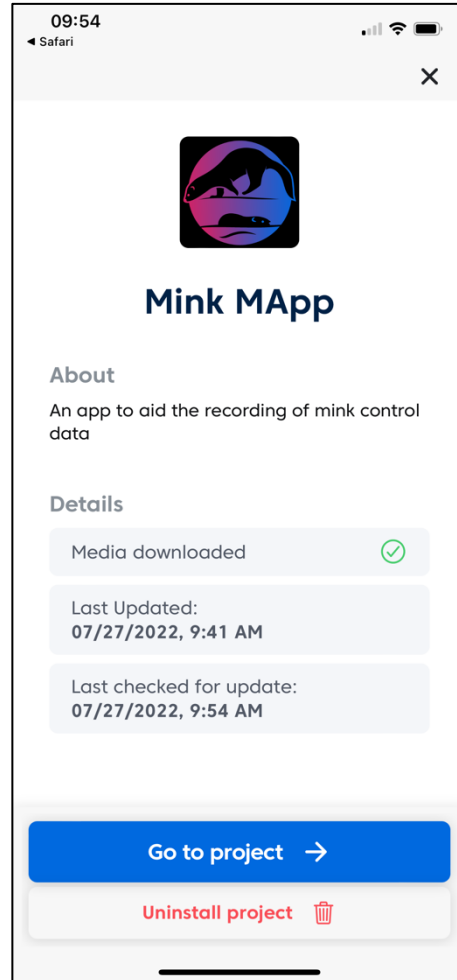 09:54
◀ Safari
Mink MApp
About
An app to aid the recording of mink control
data
Details
Media downloaded
Last Updated:
07/27/2022, 9:41 AM
Last checked for update:
07/27/2022, 9:54 AM
Go to project →
Uninstall project